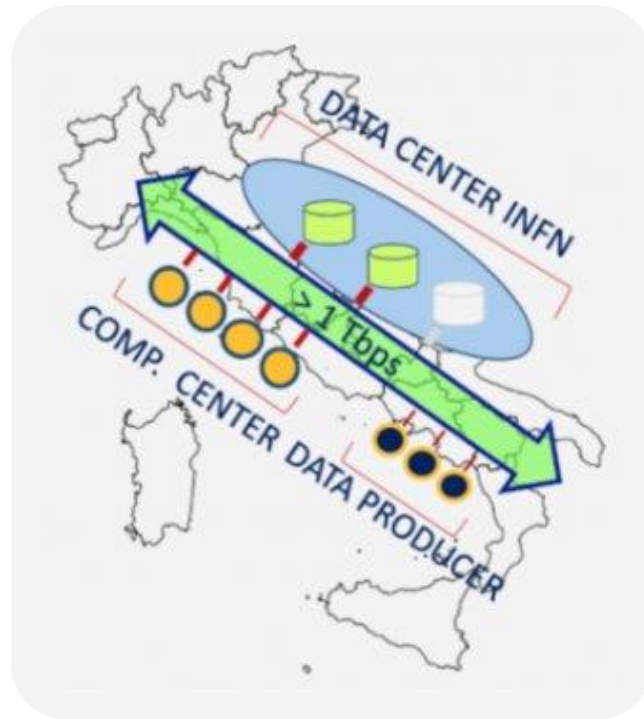 DATA CENTER INFN
> 1 Tbps
COMP. CENTER
DATA PRODUCER